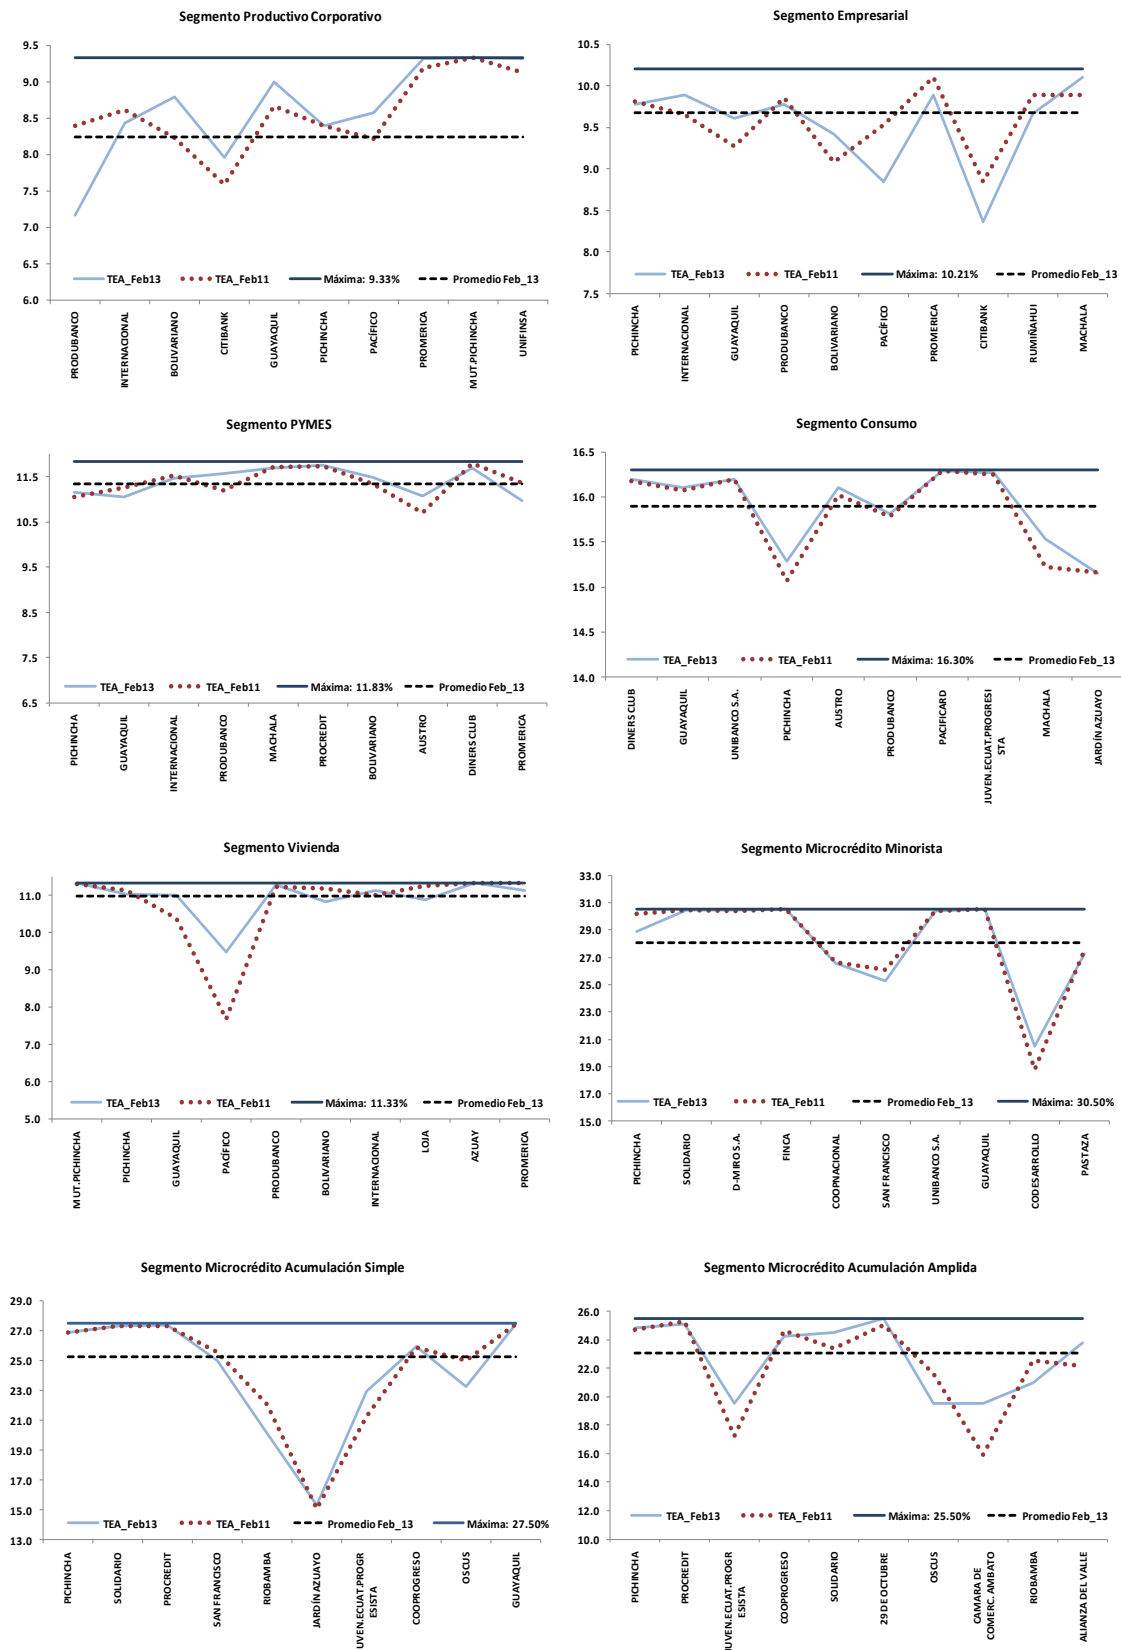 Segmento Productivo Corporativo
9.5
9.0
8.5
8.0
7.5
7.0
6.5
6.0
TEA_Feb13
TEA_Feb11
Máxima: 9.33%
Promedio Feb_13
PRODUBANCO
INTERNACIONAL
BOLIVARIANO
CITIBANK
GUAYAQUIL
PICHINCHA
PACÍFICO
PROMERICA
MUT.PICHINCHA
UNIFINSA
Segmento Empresarial
10.5
10.0
9.5
9.0
8.5
8.0
7.5
TEA_Feb13
TEA_Feb11
Máxima: 10.21%
Promedio Feb_13
PICHINCHA
INTERNACIONAL
GUAYAQUIL
PRODUBANCO
BOLIVARIANO
PACÍFICO
PROMERICA
CITIBANK
RUMIÑAHUI
MACHALA
Segmento PYMES
11.5
10.5
9.5
8.5
7.5
6.5
TEA_Feb13
TEA_Feb11
Máxima: 11.83%
Promedio Feb_13
PICHINCHA
GUAYAQUIL
INTERNACIONAL
PRODUBANCO
MACHALA
PROCREDIT
BOLIVARIANO
AUSTRO
DINERS CLUB
PROMERICA
Segmento Consumo
16.5
16.0
15.5
15.0
14.5
14.0
TEA_Feb13
TEA_Feb11
Máxima: 16.30%
Promedio Feb_13
DINERS CLUB
GUAYAQUIL
UNIBANCO S.A.
PICHINCHA
AUSTRO
PRODUBANCO
PACIFICARD
JUVEN.ECUAT.PROGRESI
STA
MACHALA
JARDÍN AZUAYO
Segmento Vivienda
11.0
10.0
9.0
8.0
7.0
6.0
5.0
TEA_Feb13
TEA_Feb11
Máxima: 11.33%
Promedio Feb_13
MUT.PICHINCHA
PICHINCHA
GUAYAQUIL
PACÍFICO
PRODUBANCO
BOLIVARIANO
INTERNACIONAL
LOJA
AZUAY
PROMERICA
Segmento Microcrédito Minorista
33.0
31.0
29.0
27.0
25.0
23.0
21.0
19.0
17.0
15.0
TEA_Feb13
TEA_Feb11
Promedio Feb_13
Máxima: 30.50%
PICHINCHA
SOLIDARIO
D-MIRO S.A.
FINCA
COOPNACIONAL
SAN FRANCISCO
UNIBANCO S.A.
GUAYAQUIL
CODESARROLLO
PASTAZA
Segmento Microcrédito Acumulación Simple
29.0
27.0
25.0
23.0
21.0
19.0
17.0
15.0
13.0
TEA_Feb13
TEA_Feb11
Promedio Feb_13
Máxima: 27.50%
PICHINCHA
SOLIDARIO
PROCREDIT
SAN FRANCISCO
RIOBAMBA
JARDÍN AZUAYO
UVEN.ECUAT.PROGR
ESISTA
COOPROGRESO
OSCUS
GUAYAQUIL
Segmento Microcrédito Acumulación Amplida
26.0
24.0
22.0
20.0
18.0
16.0
14.0
12.0
10.0
TEA_Feb13
TEA_Feb11
Máxima: 25.50%
Promedio Feb_13
PICHINCHA
PROCREDIT
JUVEN.ECUAT.PROGR
ESISTA
COOPROGRESO
SOLIDARIO
29 DE OCTUBRE
OSCUS
CAMARA DE
COMERC. AMBATO
RIOBAMBA
ALIANZA DEL VALLE